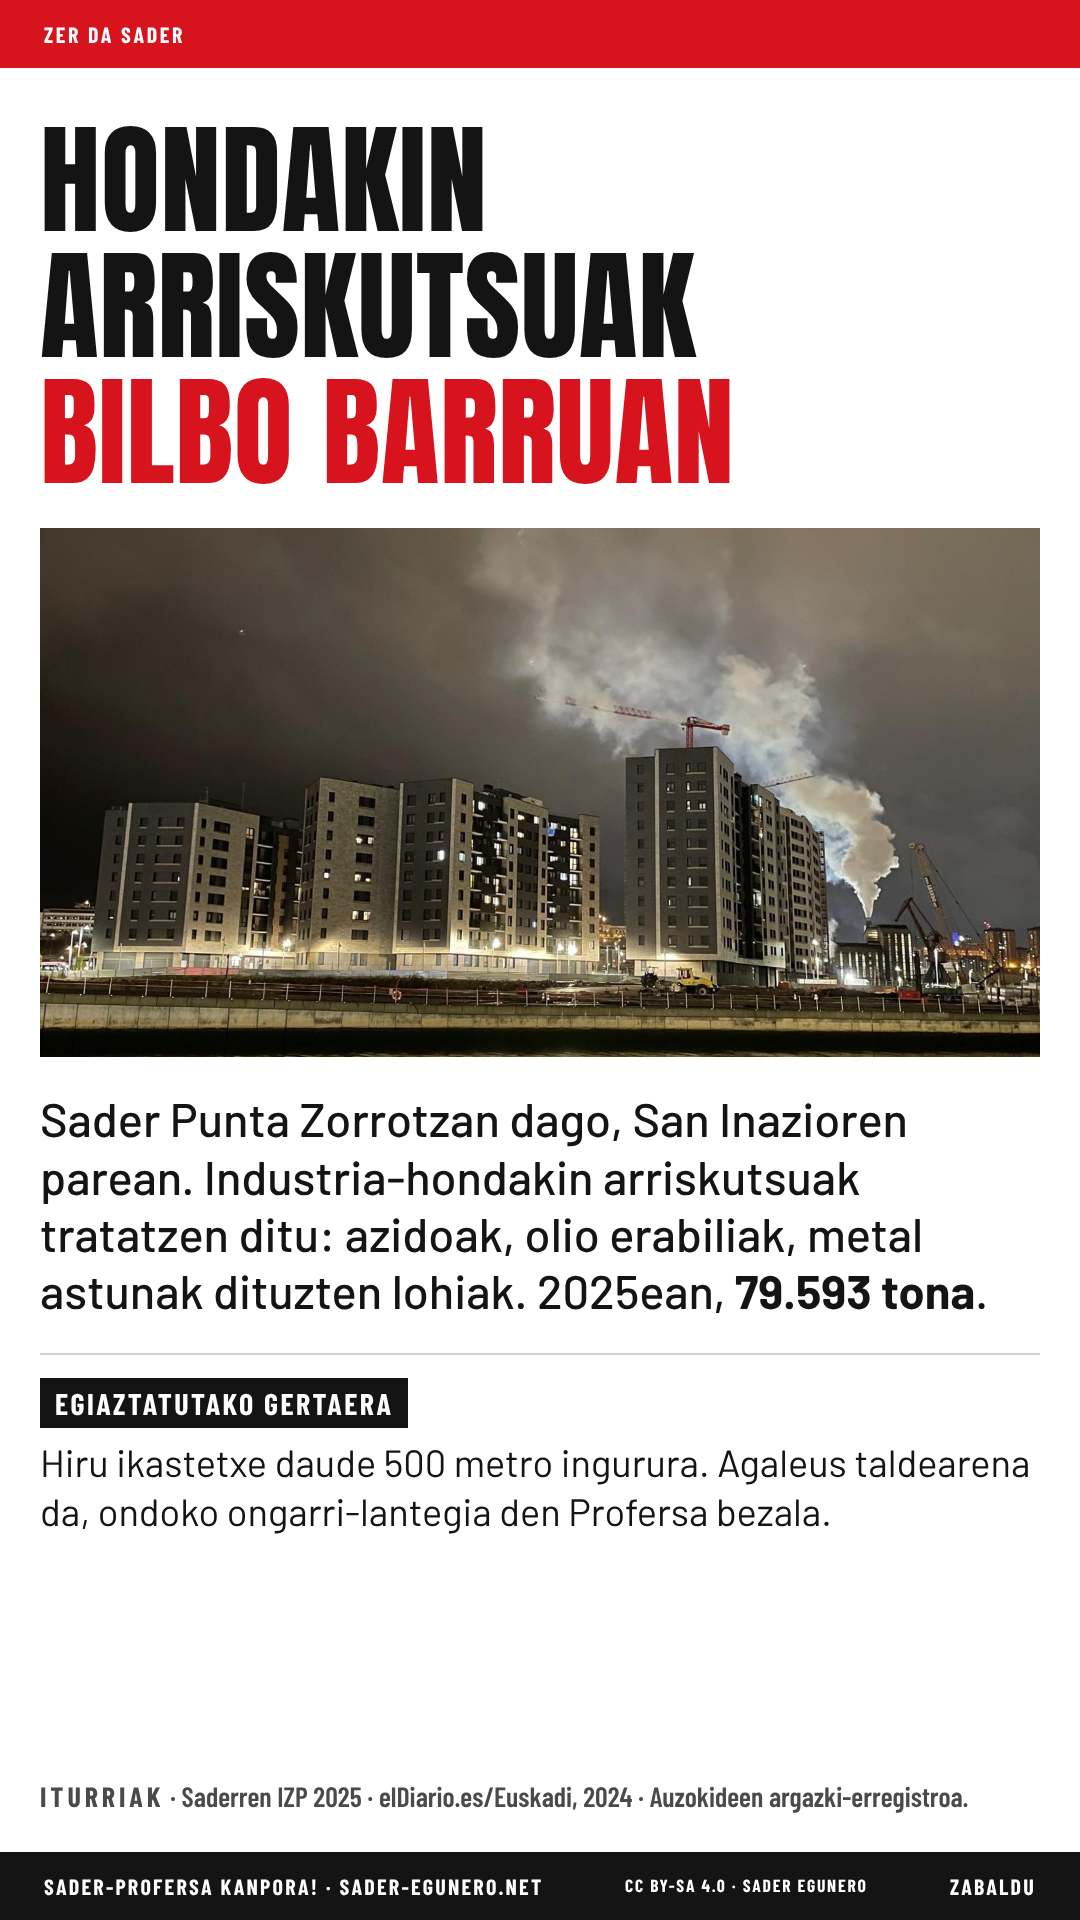 ZER DA SADER
HONDAKIN
ARRISKUTSUAK
BILBO BARRUAN
Sader Punta Zorrotzan dago, San Inazioren
parean. Industria-hondakin arriskutsuak
tratatzen ditu: azidoak, olio erabiliak, metal
astunak dituzten lohiak. 2025ean, 79.593 tona.
EGIAZTATUTAKO GERTAERA
Hiru ikastetxe daude 500 metro ingurura. Agaleus taldearena
da, ondoko ongarri-lantegia den Profersa bezala.
ITURRIAK · Saderren IZP 2025 · elDiario.es/Euskadi, 2024 · Auzokideen argazki-erregistroa.
SADER-PROFERSA KANPORA! · SADER-EGUNERO.NET CC BY-SA 4.0 · SADER EGUNERO ZABALDU